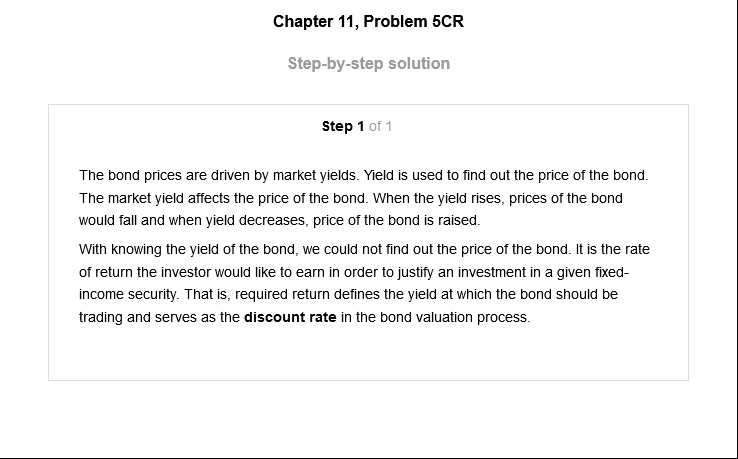 Chapter 11, Problem 5CR
Step-by-step solution
Step 1 of 1
The bond prices are driven by market yields. Yield is used to find out the price of the bond.
The market yield affects the price of the bond. When the yield rises, prices of the bond
would fall and when yield decreases, price of the bond is raised.
With knowing the yield of the bond, we could not find out the price of the bond. It is the rate
of return the investor would like to earn in order to justify an investment in a given fixed-
income security. That is, required return defines the yield at which the bond should be
trading and serves as the discount rate in the bond valuation process.